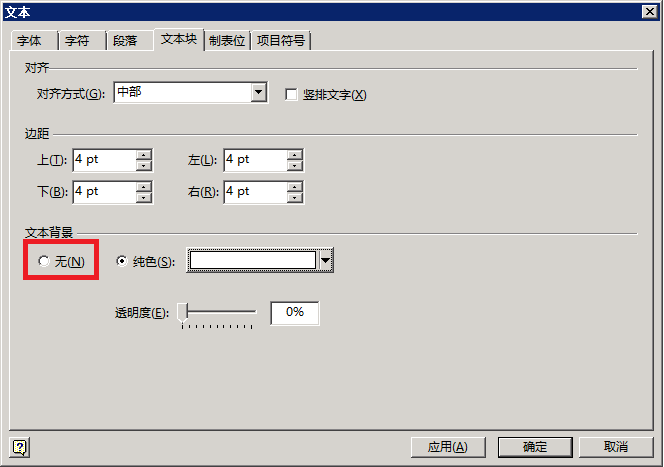 文本
字体 字符 段落 文本块 制表位 项目符号
对齐
对齐方式(G): 中部 竖排文字(X)
边距
上(T): 4 pt 左(L): 4 pt
下(B): 4 pt 右(R): 4 pt
文本背景
无(N) 纯色(S):
透明度(E): 0%
? 应用(A) 确定 取消